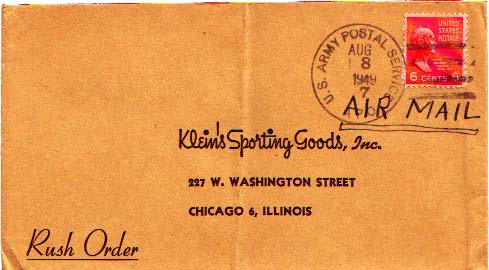 UNITED
STATES
POSTAGE
6 CENTS 6
U.S. ARMY POSTAL SERVICE
AUG
8
1949
7
A.P.O.
AIR MAIL
Klein's Sporting Goods, Inc.
227 W. WASHINGTON STREET
CHICAGO 6, ILLINOIS
Rush Order